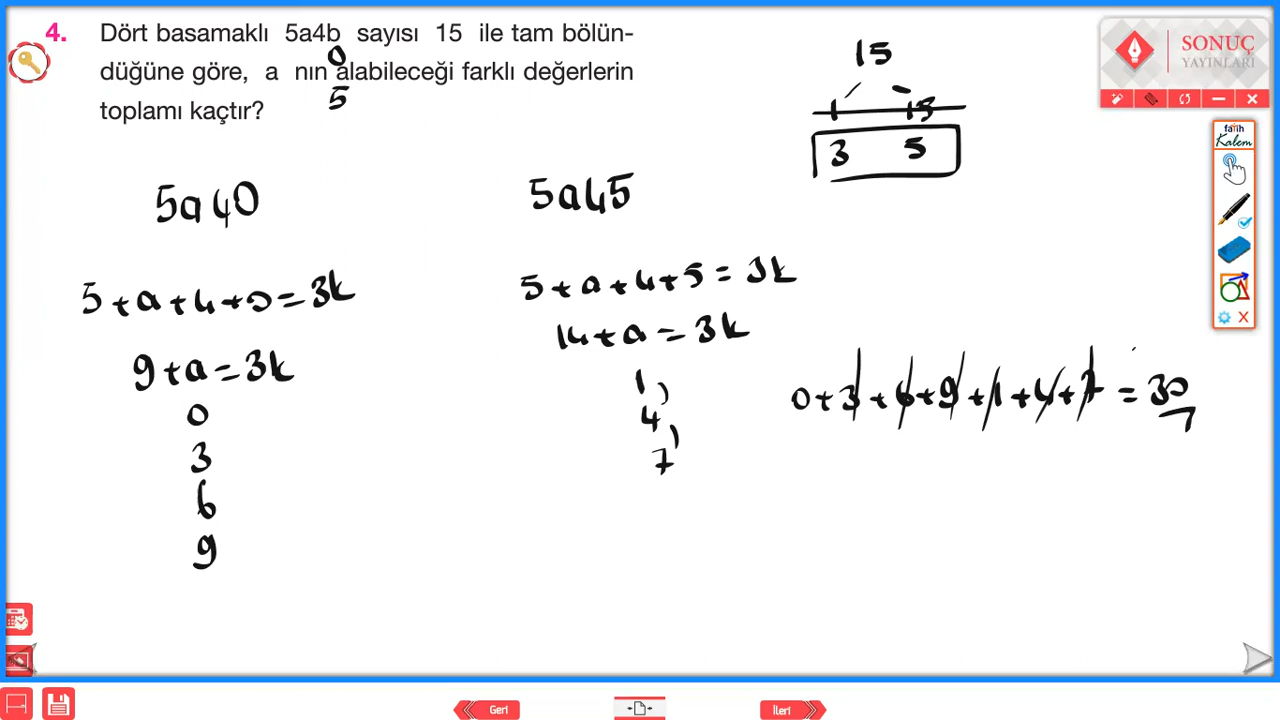 4. Dört basamaklı 5a4b sayısı 15 ile tam bölün-
düğüne göre, a nın alabileceği farklı değerlerin
toplamı kaçtır?
0
5
15
1 15
3 5
SONUÇ
YAYINLARI
fatih
Kalem
5a40
5+a+4+0=3k
9+a=3k
0
3
6
9
5a45
5+a+4+5=3k
14+a=3k
1,
4,
7
0+3+6+9+1+4+7=30
Geri
İleri